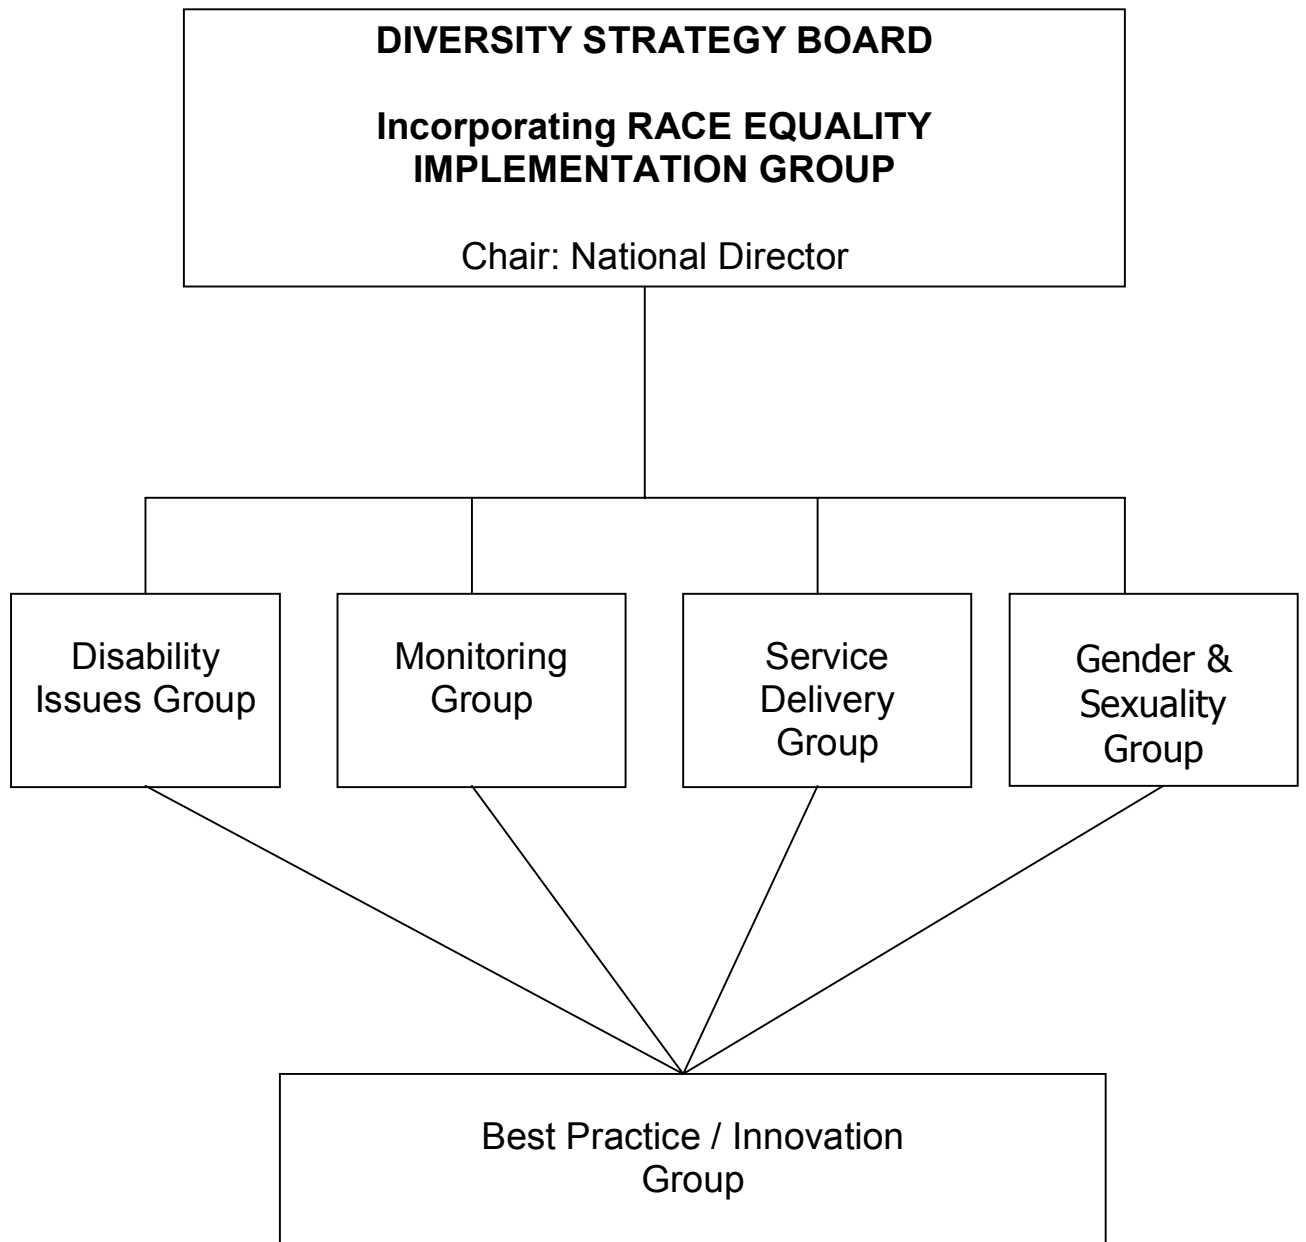 DIVERSITY STRATEGY BOARD
Incorporating RACE EQUALITY
IMPLEMENTATION GROUP
Chair: National Director
Disability
Issues Group
Monitoring
Group
Service
Delivery
Group
Gender &
Sexuality
Group
Best Practice / Innovation
Group